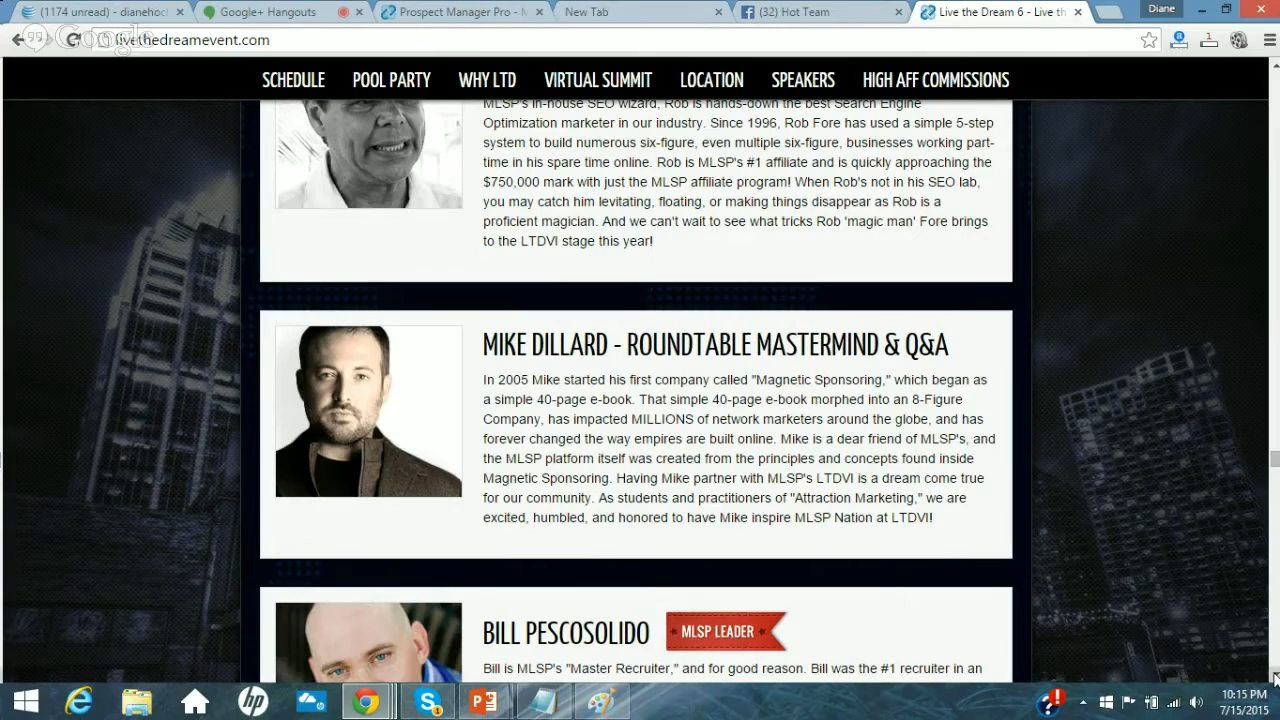 (1174 unread) - dianehoc
Google+ Hangouts
Prospect Manager Pro -
New Tab
(32) Hot Team
Live the Dream 6 - Live th
Diane
Google
livethedreamevent.com
1
SCHEDULE POOL PARTY WHY LTD VIRTUAL SUMMIT LOCATION SPEAKERS HIGH AFF COMMISSIONS
MLSP's in-house SEO wizard, Rob is hands-down the best Search Engine
Optimization marketer in our industry. Since 1996, Rob Fore has used a simple 5-step
system to build numerous six-figure, even multiple six-figure, businesses working part-
time in his spare time online. Rob is MLSP's #1 affiliate and is quickly approaching the
$750,000 mark with just the MLSP affiliate program! When Rob's not in his SEO lab,
you may catch him levitating, floating, or making things disappear as Rob is a
proficient magician. And we can't wait to see what tricks Rob 'magic man' Fore brings
to the LTDVI stage this year!
MIKE DILLARD - ROUNDTABLE MASTERMIND & Q&A
In 2005 Mike started his first company called "Magnetic Sponsoring," which began as
a simple 40-page e-book. That simple 40-page e-book morphed into an 8-Figure
Company, has impacted MILLIONS of network marketers around the globe, and has
forever changed the way empires are built online. Mike is a dear friend of MLSP's, and
the MLSP platform itself was created from the principles and concepts found inside
Magnetic Sponsoring. Having Mike partner with MLSP's LTDVI is a dream come true
for our community. As students and practitioners of "Attraction Marketing," we are
excited, humbled, and honored to have Mike inspire MLSP Nation at LTDVI!
BILL PESCOSOLIDO MLSP LEADER
Bill is MLSP's "Master Recruiter," and for good reason. Bill was the #1 recruiter in an
10:15 PM
7/15/2015